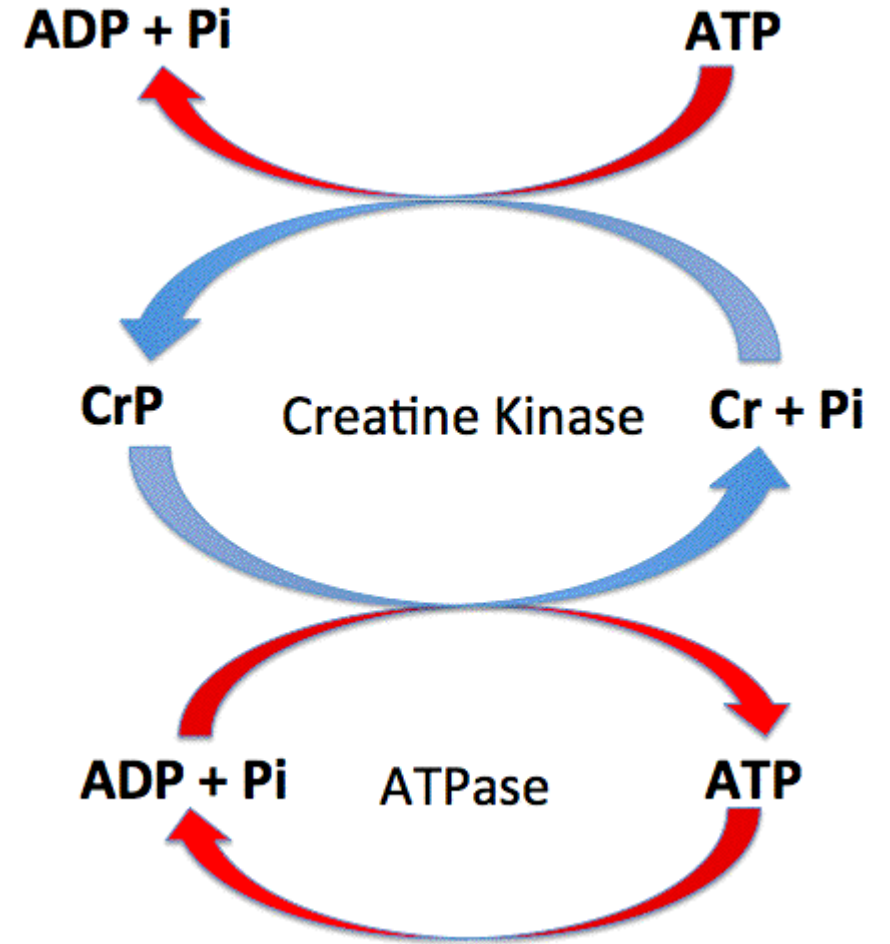 ADP + Pi ATP
CrP Creatine Kinase Cr + Pi
ADP + Pi ATPase ATP